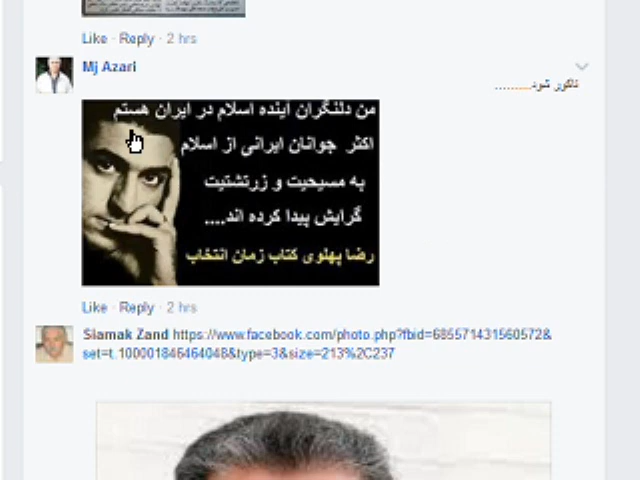 Like · Reply · 2 hrs
Mj Azari
تاگور شود..........
من دلنگران آینده اسلام در ایران هستم
اکثر جوانان ایرانی از اسلام
به مسیحیت و زرتشتیت
گرایش پیدا کرده اند....
رضا پهلوی کتاب زمان انتخاب
Like · Reply · 2 hrs
Siamak Zand https://www.facebook.com/photo.php?fbid=685571431560572&
set=t.100001846464048&type=3&size=213%2C237